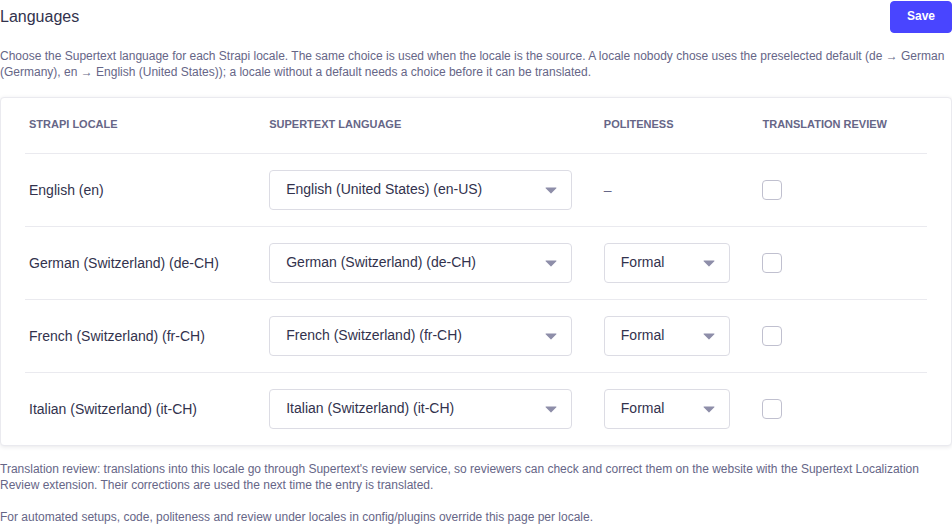 Languages
Save
Choose the Supertext language for each Strapi locale. The same choice is used when the locale is the source. A locale nobody chose uses the preselected default (de → German
(Germany), en → English (United States)); a locale without a default needs a choice before it can be translated.
STRAPI LOCALE SUPERTEXT LANGUAGE POLITENESS TRANSLATION REVIEW
English (en) English (United States) (en-US) –
German (Switzerland) (de-CH) German (Switzerland) (de-CH) Formal
French (Switzerland) (fr-CH) French (Switzerland) (fr-CH) Formal
Italian (Switzerland) (it-CH) Italian (Switzerland) (it-CH) Formal
Translation review: translations into this locale go through Supertext's review service, so reviewers can check and correct them on the website with the Supertext Localization
Review extension. Their corrections are used the next time the entry is translated.
For automated setups, code, politeness and review under locales in config/plugins override this page per locale.